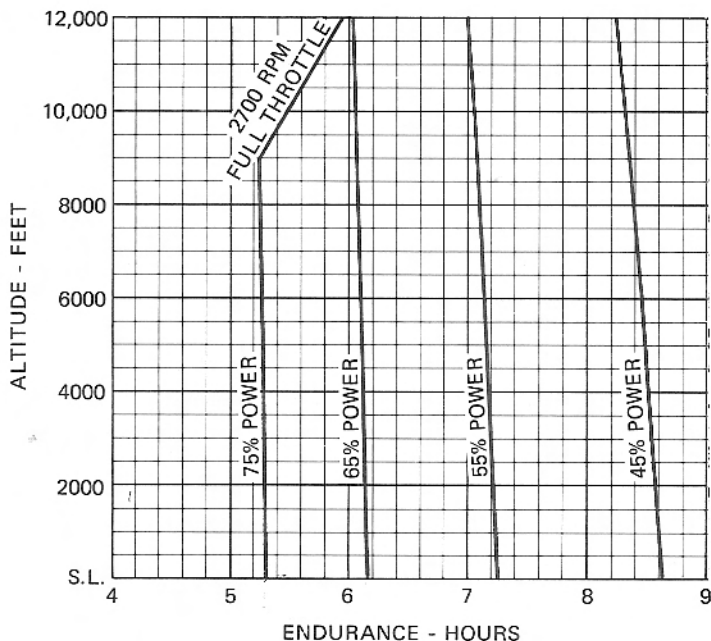 12,000
10,000
8000
6000
4000
2000
S.L.
ALTITUDE - FEET
2700 RPM
FULL THROTTLE
75% POWER
65% POWER
55% POWER
45% POWER
4 5 6 7 8 9
ENDURANCE - HOURS